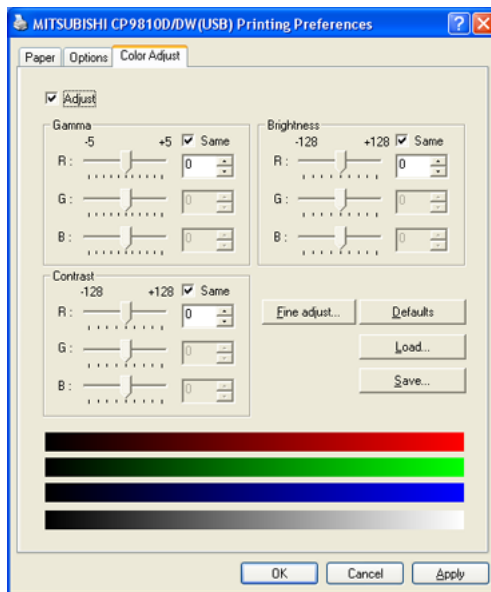 MITSUBISHI CP9810D/DW(USB) Printing Preferences
Paper Options Color Adjust
Adjust
Gamma
-5 +5 Same
R : 0
G : 0
B : 0
Brightness
-128 +128 Same
R : 0
G : 0
B : 0
Contrast
-128 +128 Same
R : 0
G : 0
B : 0
Fine adjust... Defaults
Load...
Save...
OK Cancel Apply